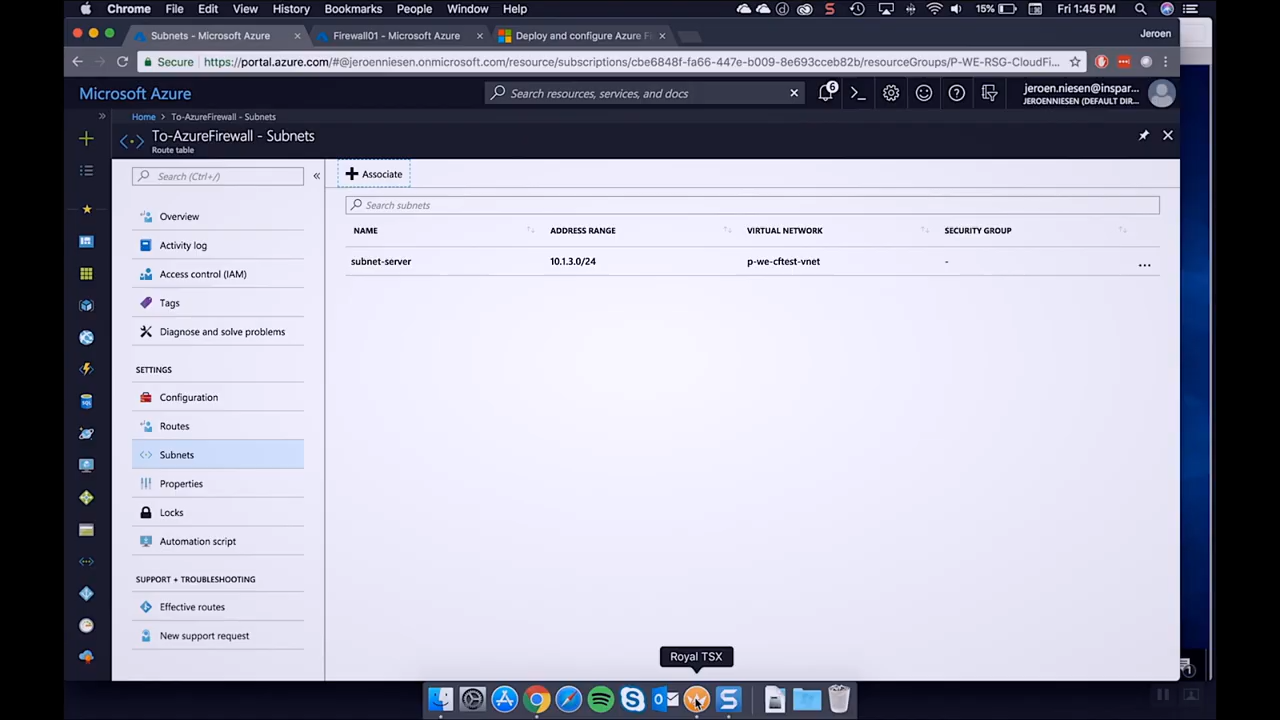 Chrome File Edit View History Bookmarks People Window Help 15% Fri 1:45 PM
Subnets - Microsoft Azure Firewall01 - Microsoft Azure Deploy and configure Azure Fi Jeroen
Secure https://portal.azure.com/#@jeroenniesen.onmicrosoft.com/resource/subscriptions/cbe6848f-fa66-447e-b009-8e693cceb82b/resourceGroups/P-WE-RSG-CloudFi...
Microsoft Azure Search resources, services, and docs 6 jeroen.niesen@inspar...
JEROENNIESEN (DEFAULT DIR...
Home > To-AzureFirewall - Subnets
To-AzureFirewall - Subnets
Route table
Search (Ctrl+/)
Associate
Search subnets
Overview
NAME ADDRESS RANGE VIRTUAL NETWORK SECURITY GROUP
Activity log
subnet-server 10.1.3.0/24 p-we-cftest-vnet -
Access control (IAM)
Tags
Diagnose and solve problems
SETTINGS
Configuration
Routes
Subnets
Properties
Locks
Automation script
SUPPORT + TROUBLESHOOTING
Effective routes
New support request
Royal TSX